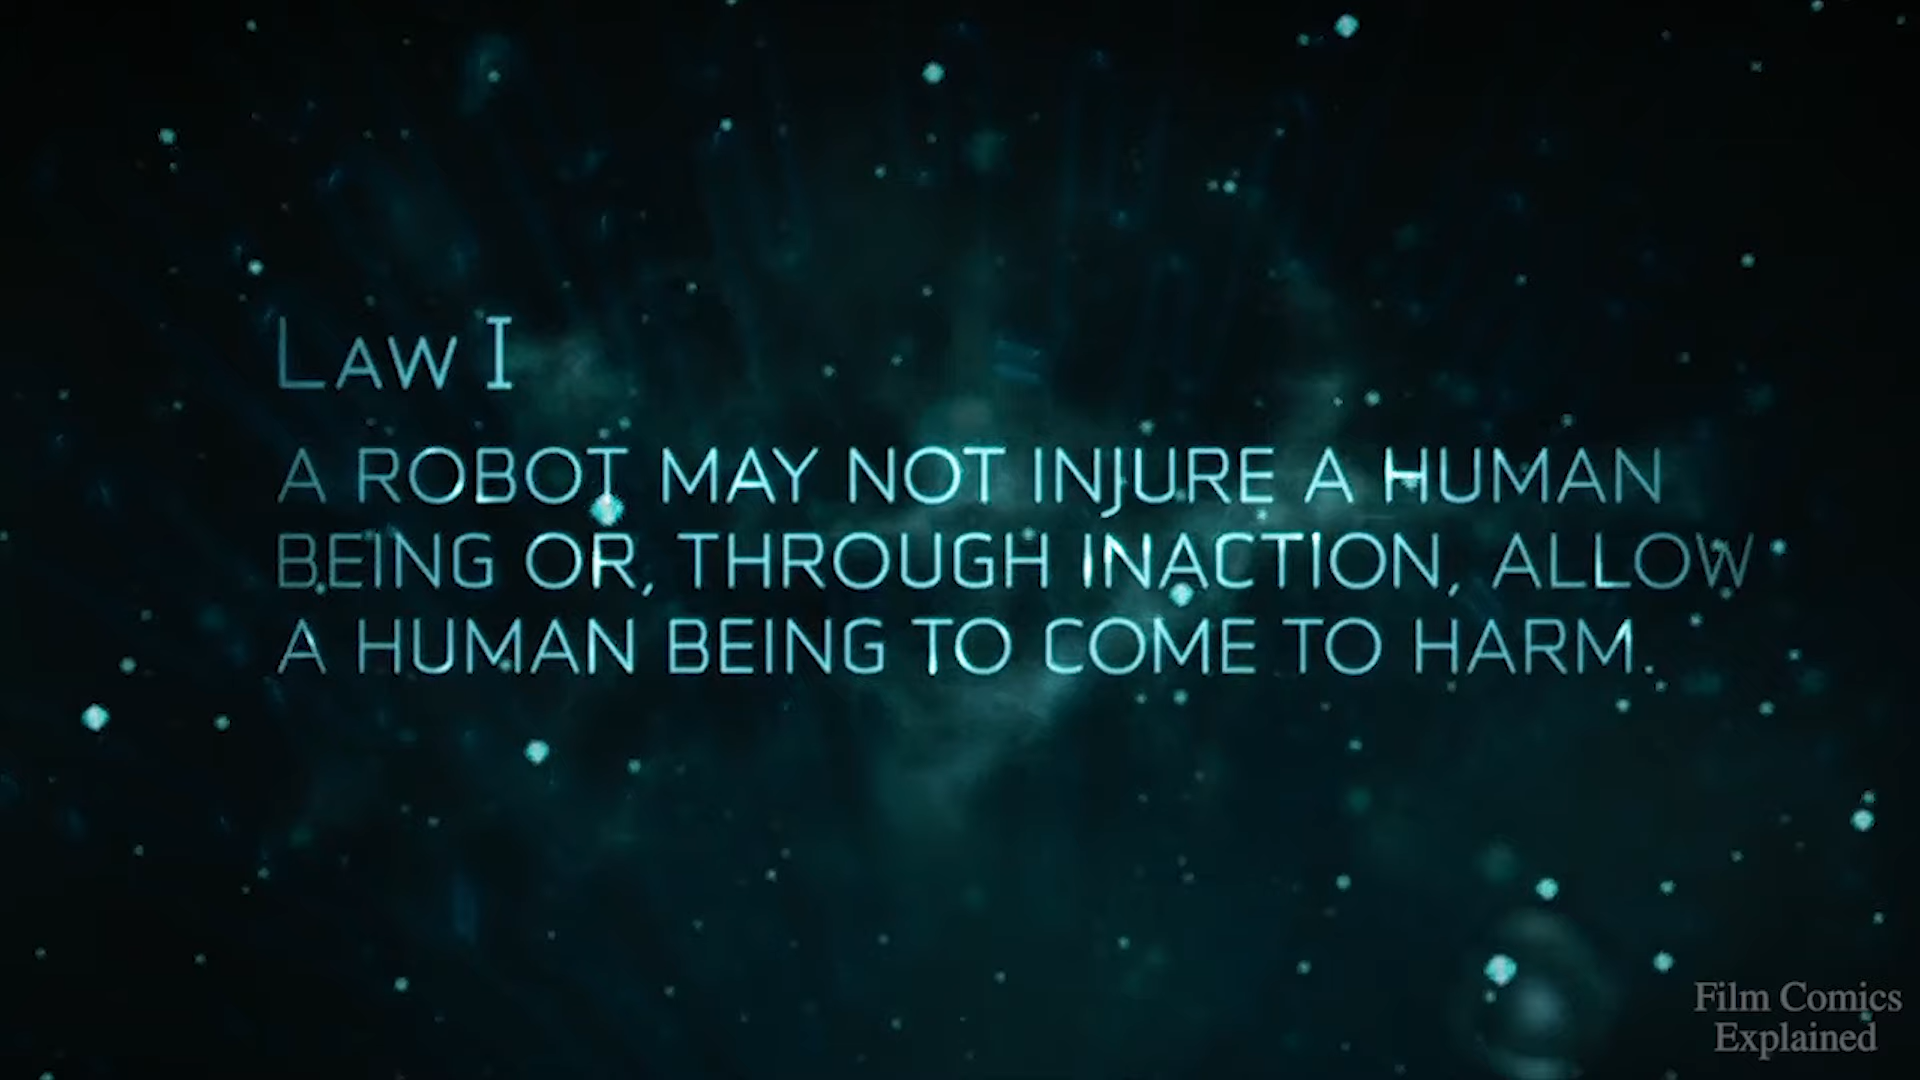 Law I
A ROBOT MAY NOT INJURE A HUMAN
BEING OR, THROUGH INACTION, ALLOW
A HUMAN BEING TO COME TO HARM.
Film Comics
Explained